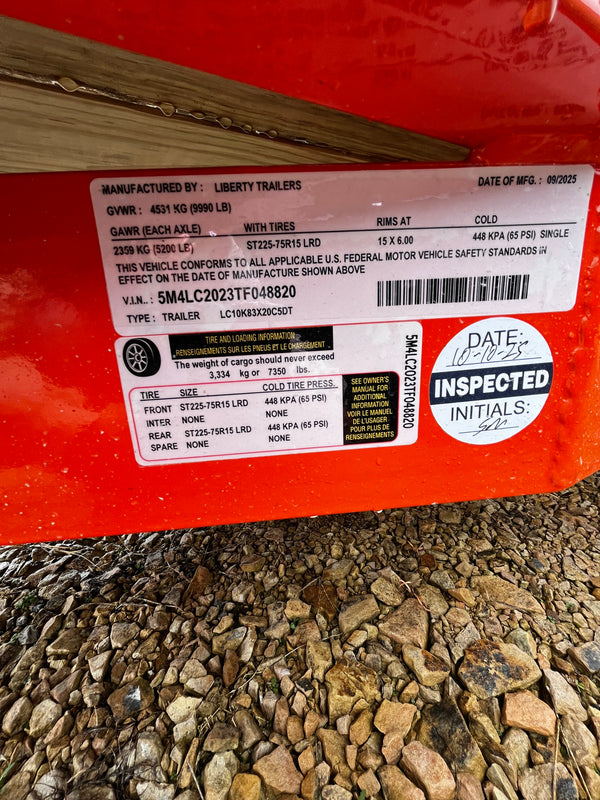 MANUFACTURED BY : LIBERTY TRAILERS
DATE OF MFG. : 09/2025
GVWR : 4531 KG (9990 LB)
GAWR (EACH AXLE) WITH TIRES RIMS AT COLD
2359 KG (5200 LB) ST225-75R15 LRD 15 X 6.00 448 KPA (65 PSI) SINGLE
THIS VEHICLE CONFORMS TO ALL APPLICABLE U.S. FEDERAL MOTOR VEHICLE SAFETY STANDARDS IN
EFFECT ON THE DATE OF MANUFACTURE SHOWN ABOVE
V.I.N.: 5M4LC2023TF048820
TYPE : TRAILER LC10K83X20C5DT
TIRE AND LOADING INFORMATION
RENSEIGNEMENTS SUR LES PNEUS ET LE CHARGEMENT
The weight of cargo should never exceed
3,334 kg or 7350 lbs.
TIRE SIZE COLD TIRE PRESS.
FRONT ST225-75R15 LRD 448 KPA (65 PSI)
INTER NONE NONE
REAR ST225-75R15 LRD 448 KPA (65 PSI)
SPARE NONE NONE
SEE OWNER'S
MANUAL FOR
ADDITIONAL
INFORMATION
VOIR LE MANUEL
DE L'USAGER
POUR PLUS DE
RENSEIGNEMENTS
5M4LC2023TF048820
DATE:
10-10-25
INSPECTED
INITIALS:
SM